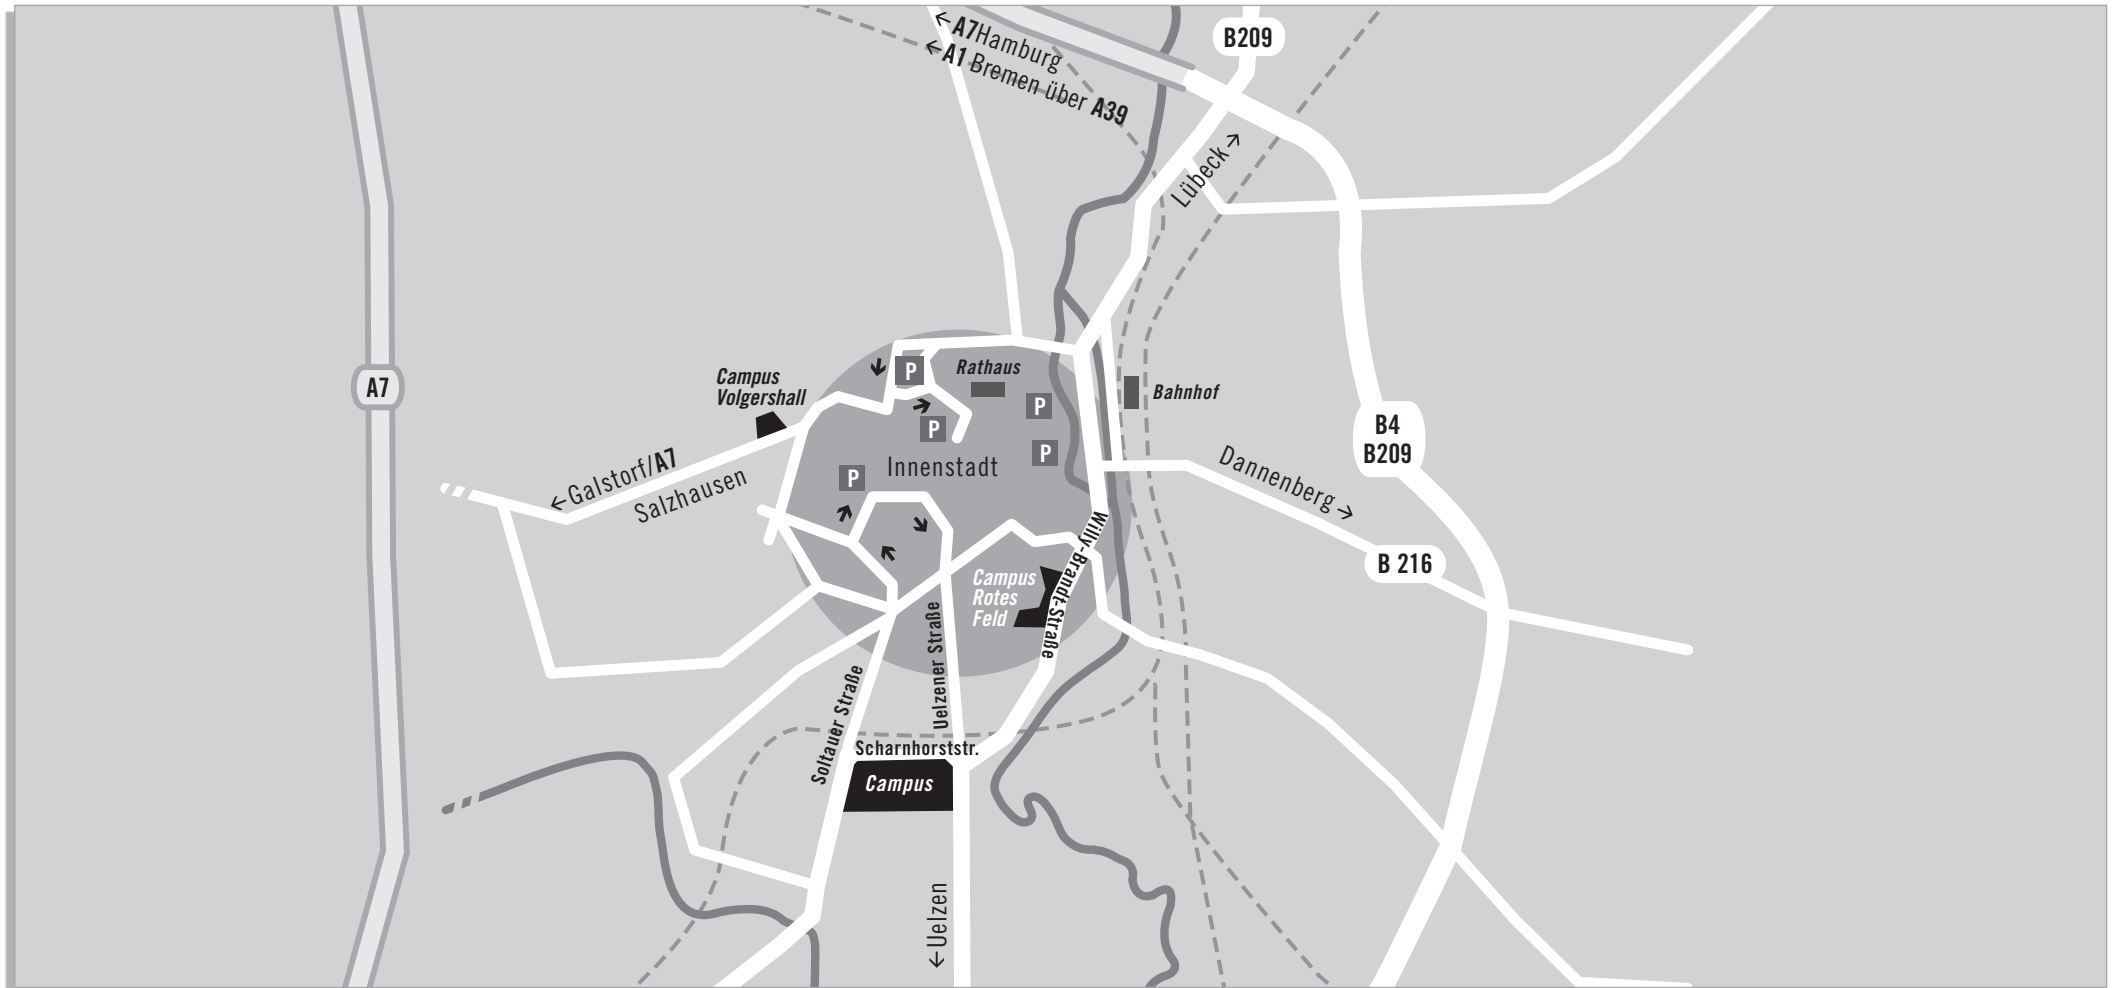 ←A7Hamburg
←A1 Bremen über A39
B209
Lübeck→
A7
Campus
Volgershall
P
Rathaus
P
P
P
P
Bahnhof
B4
B209
←Galstorf/A7
Salzhausen
Innenstadt
Dannenberg→
B 216
Willy-Brandt-Straße
Campus
Rotes
Feld
Uelzener Straße
Soltauer Straße
Scharnhorststr.
Campus
←Uelzen